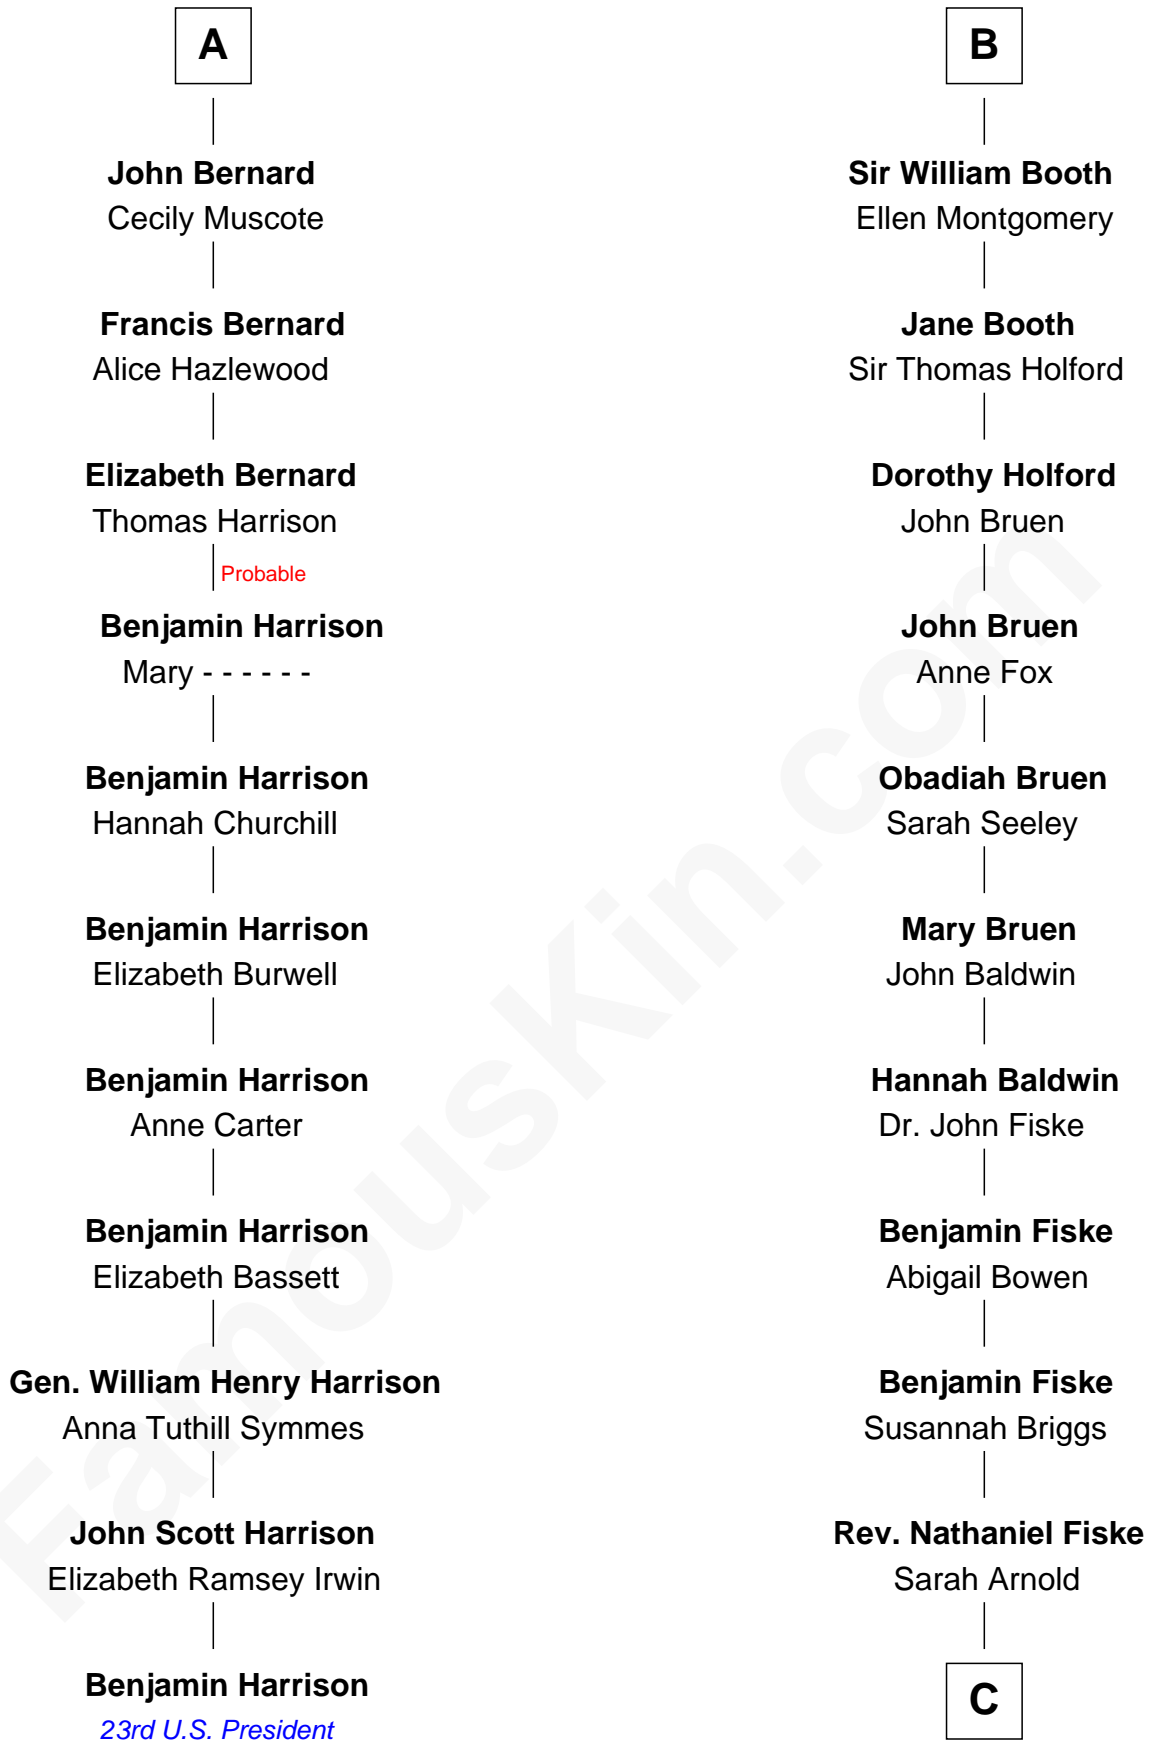 A
John Bernard
Cecily Muscote
Francis Bernard
Alice Hazlewood
Elizabeth Bernard
Thomas Harrison
Probable
Benjamin Harrison
Mary - - - - - -
Benjamin Harrison
Hannah Churchill
Benjamin Harrison
Elizabeth Burwell
Benjamin Harrison
Anne Carter
Benjamin Harrison
Elizabeth Bassett
Gen. William Henry Harrison
Anna Tuthill Symmes
John Scott Harrison
Elizabeth Ramsey Irwin
Benjamin Harrison
23rd U.S. President
B
Sir William Booth
Ellen Montgomery
Jane Booth
Sir Thomas Holford
Dorothy Holford
John Bruen
John Bruen
Anne Fox
Obadiah Bruen
Sarah Seeley
Mary Bruen
John Baldwin
Hannah Baldwin
Dr. John Fiske
Benjamin Fiske
Abigail Bowen
Benjamin Fiske
Susannah Briggs
Rev. Nathaniel Fiske
Sarah Arnold
C
FamousKin.com